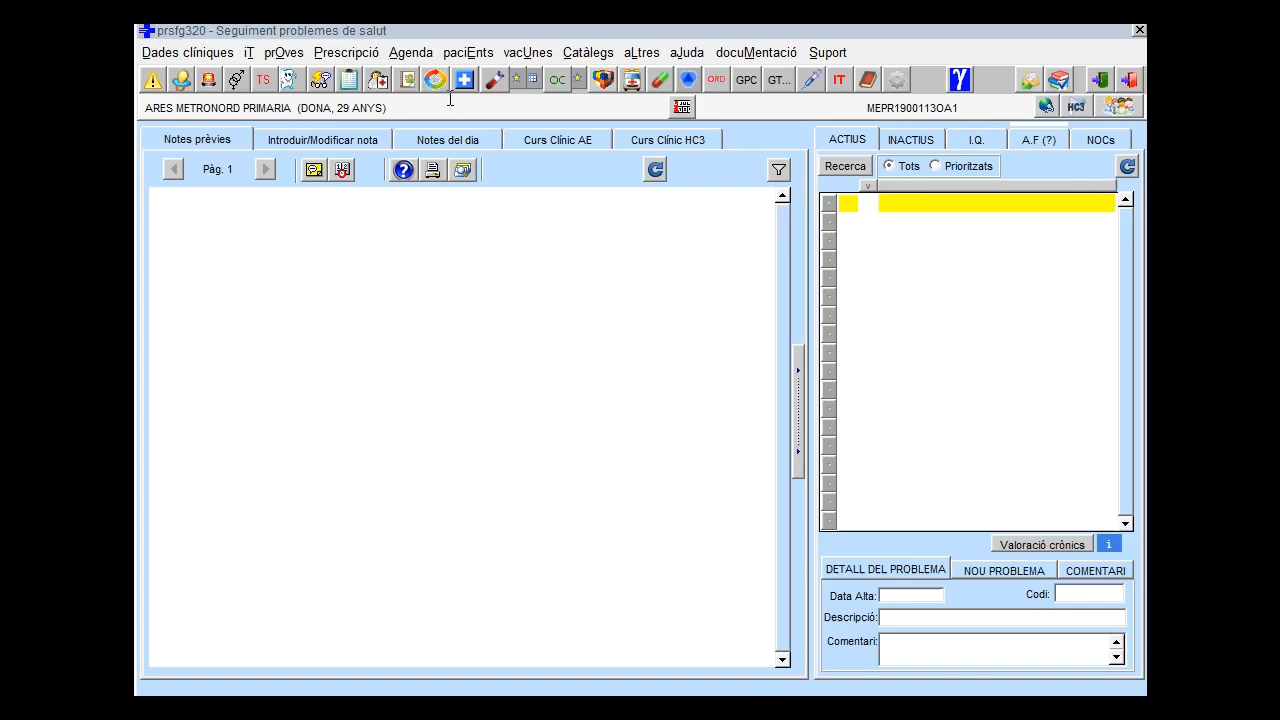 prsfg320 - Seguiment problemes de salut
Dades clíniques iT prOves Prescripció Agenda paciEnts vacUnes Catàlegs aLtres aJuda docuMentació Suport
TS OC ORD GPC GT... IT γ
ARES METRONORD PRIMARIA (DONA, 29 ANYS) MEPR1900113OA1 HC3
Notes prèvies Introduir/Modificar nota Notes del dia Curs Clínic AE Curs Clínic HC3
ACTIUS INACTIUS I.Q. A.F (?) NOCs
Pàg. 1
Recerca Tots Prioritzats
Valoració crònics i
DETALL DEL PROBLEMA NOU PROBLEMA COMENTARI
Data Alta: Codi:
Descripció:
Comentari: